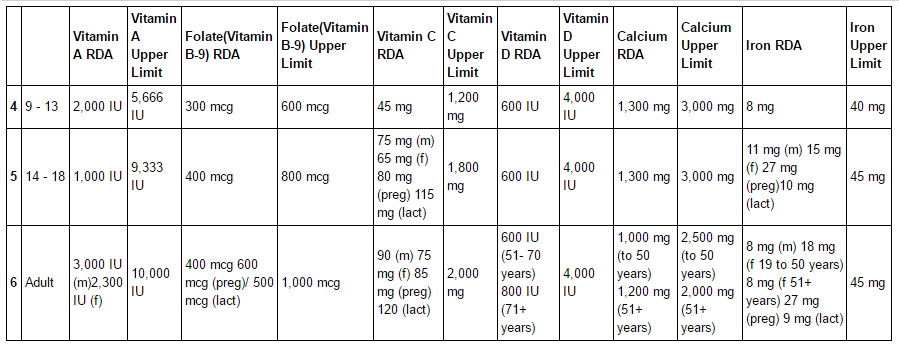 Vitamin A RDA
Vitamin A Upper Limit
Folate(Vitamin B-9) RDA
Folate(Vitamin B-9) Upper Limit
Vitamin C RDA
Vitamin C Upper Limit
Vitamin D RDA
Vitamin D Upper Limit
Calcium RDA
Calcium Upper Limit
Iron RDA
Iron Upper Limit
4
9 - 13
2,000 IU
5,666 IU
300 mcg
600 mcg
45 mg
1,200 mg
600 IU
4,000 IU
1,300 mg
3,000 mg
8 mg
40 mg
5
14 - 18
1,000 IU
9,333 IU
400 mcg
800 mcg
75 mg (m)
65 mg (f)
80 mg
(preg) 115
mg (lact)
1,800 mg
600 IU
4,000 IU
1,300 mg
3,000 mg
11 mg (m) 15 mg
(f) 27 mg
(preg)10 mg
(lact)
45 mg
6
Adult
3,000 IU
(m)2,300
IU (f)
10,000 IU
400 mcg 600
mcg (preg)/ 500
mcg (lact)
1,000 mcg
90 (m) 75
mg (f) 85
mg (preg)
120 (lact)
2,000 mg
600 IU
(51- 70
years)
800 IU
(71+
years)
4,000 IU
1,000 mg
(to 50
years)
1,200 mg
(51+
years)
2,500 mg
(to 50
years)
2,000 mg
(51+
years)
8 mg (m) 18 mg
(f 19 to 50 years)
8 mg (f 51+
years) 27 mg
(preg) 9 mg (lact)
45 mg